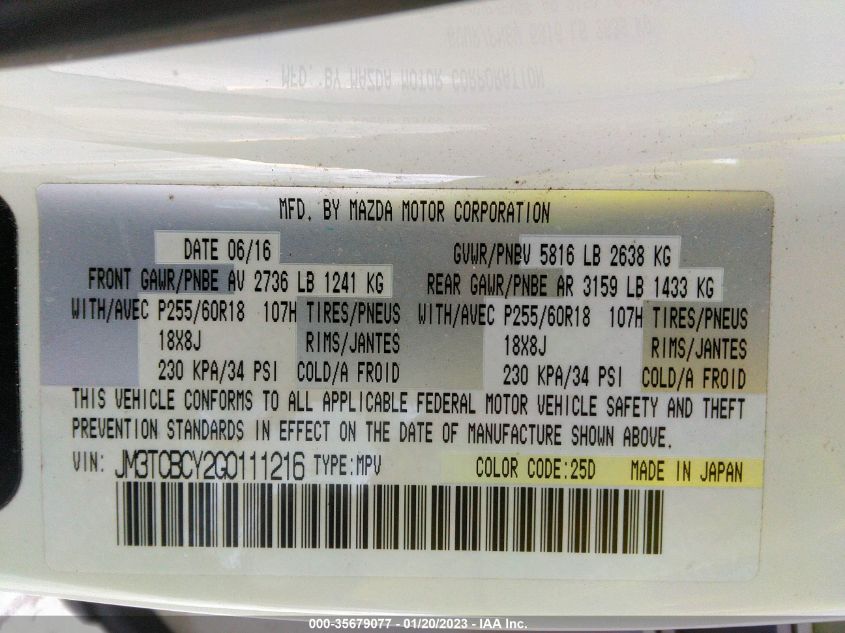 MFD. BY MAZDA MOTOR CORPORATION
MFD. BY MAZDA MOTOR CORPORATION
DATE 06/16 GVWR/PNBV 5816 LB 2638 KG
FRONT GAWR/PNBE AV 2736 LB 1241 KG REAR GAWR/PNBE AR 3159 LB 1433 KG
WITH/AVEC P255/60R18 107H TIRES/PNEUS WITH/AVEC P255/60R18 107H TIRES/PNEUS
18X8J RIMS/JANTES 18X8J RIMS/JANTES
230 KPA/34 PSI COLD/A FROID 230 KPA/34 PSI COLD/A FROID
THIS VEHICLE CONFORMS TO ALL APPLICABLE FEDERAL MOTOR VEHICLE SAFETY AND THEFT
PREVENTION STANDARDS IN EFFECT ON THE DATE OF MANUFACTURE SHOWN ABOVE.
VIN: JM3TCBCY2G0111216 TYPE:MPV COLOR CODE:25D MADE IN JAPAN
000-35679077 - 01/20/2023 - IAA Inc.